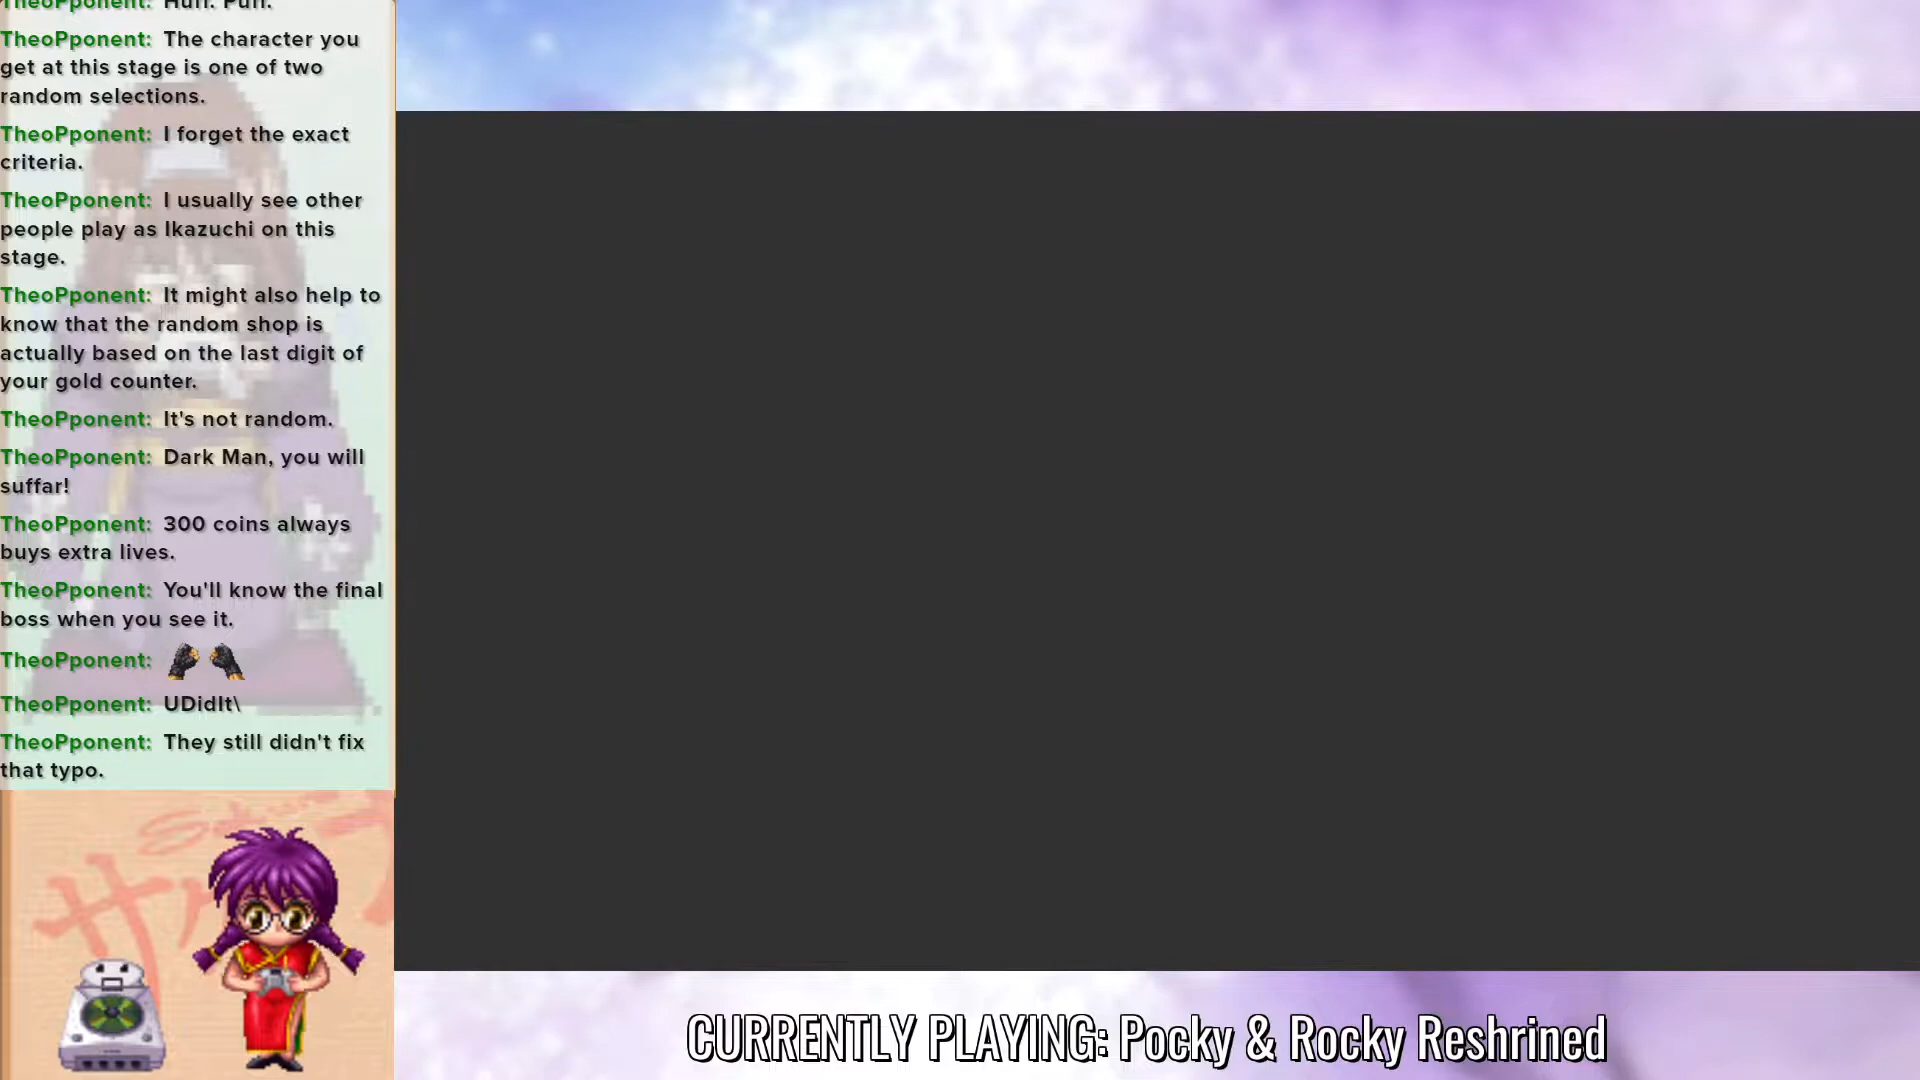 TheoPponent: Huff. Puff.
TheoPponent: The character you
get at this stage is one of two
random selections.
TheoPponent: I forget the exact
criteria.
TheoPponent: I usually see other
people play as Ikazuchi on this
stage.
TheoPponent: It might also help to
know that the random shop is
actually based on the last digit of
your gold counter.
TheoPponent: It's not random.
TheoPponent: Dark Man, you will
suffar!
TheoPponent: 300 coins always
buys extra lives.
TheoPponent: You'll know the final
boss when you see it.
TheoPponent:
TheoPponent: UDidIt\
TheoPponent: They still didn't fix
that typo.
CURRENTLY PLAYING: Pocky & Rocky Reshrined